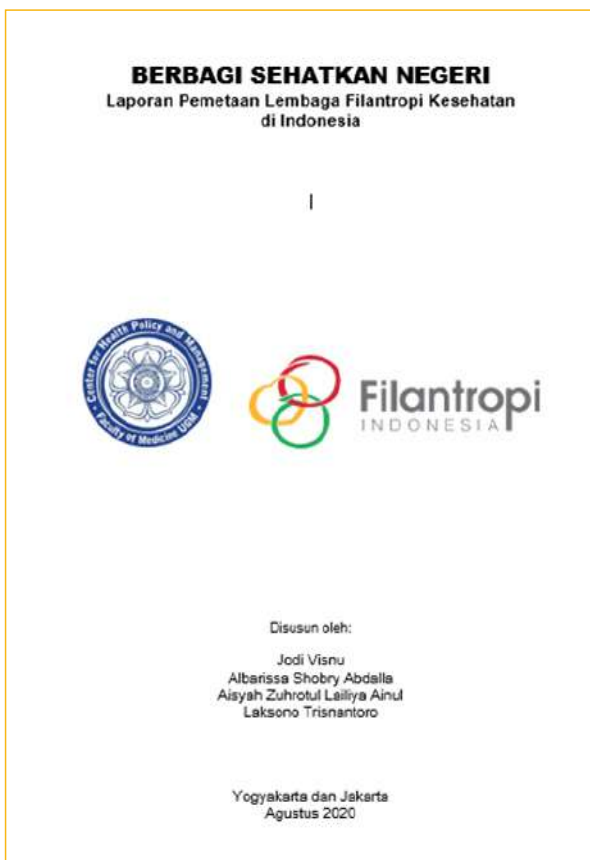 BERBAGI SEHATKAN NEGERI
Laporan Pemetaan Lembaga Filantropi Kesehatan
di Indonesia
Center for Health Policy and Management
Faculty of Medicine UGM
Filantropi
INDONESIA
Disusun oleh:
Jodi Visnu
Albarissa Shobry Abdalla
Aisyah Zuhrotul Lailiya Ainul
Laksono Trisnantoro
Yogyakarta dan Jakarta
Agustus 2020